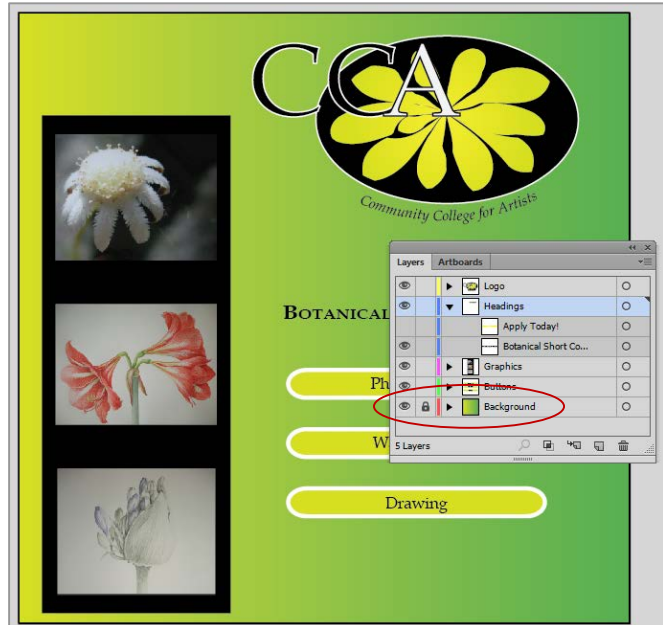 CCA
Community College for Artists
BOTANICAL
Ph
W
Drawing
Layers Artboards
Logo
Headings
Apply Today!
Botanical Short Co...
Graphics
Buttons
Background
5 Layers